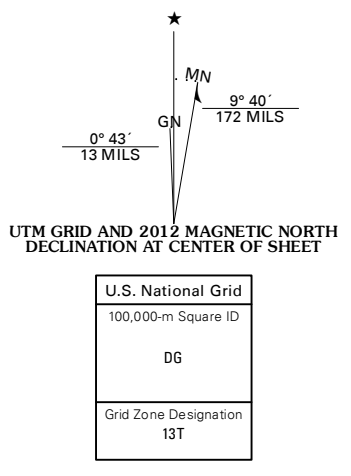 ★
MN
GN
9° 40´
172 MILS
0° 43´
13 MILS
UTM GRID AND 2012 MAGNETIC NORTH
DECLINATION AT CENTER OF SHEET
U.S. National Grid
100,000-m Square ID
DG
Grid Zone Designation
13T